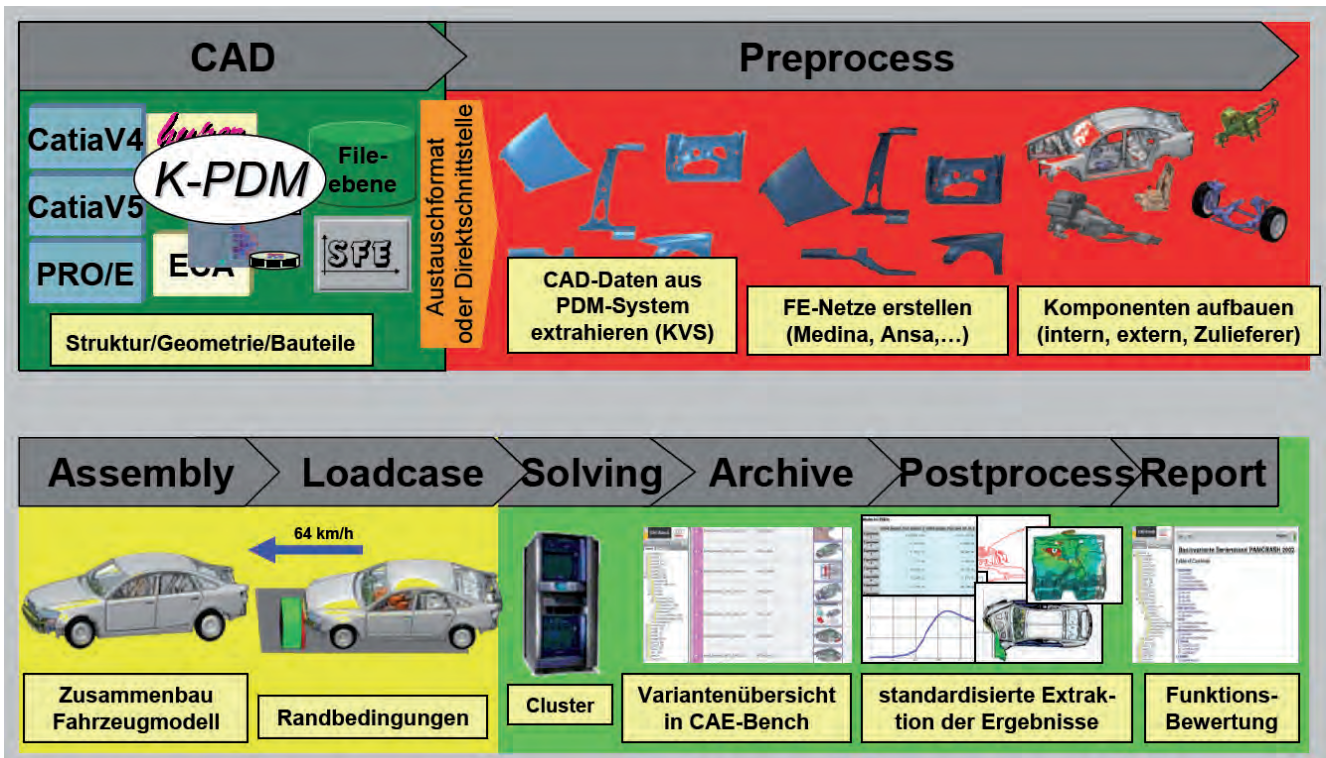 CAD
Preprocess
CatiaV4
CatiaV5
PRO/E
K-PDM
File-
ebene
SFE
Struktur/Geometrie/Bauteile
Austauschformat
oder Direktschnittstelle
CAD-Daten aus
PDM-System
extrahieren (KVS)
FE-Netze erstellen
(Medina, Ansa,…)
Komponenten aufbauen
(intern, extern, Zulieferer)
Assembly
Loadcase
Solving
Archive
Postprocess
Report
64 km/h
Zusammenbau
Fahrzeugmodell
Randbedingungen
Cluster
Variantenübersicht
in CAE-Bench
standardisierte Extrak-
tion der Ergebnisse
Funktions-
Bewertung